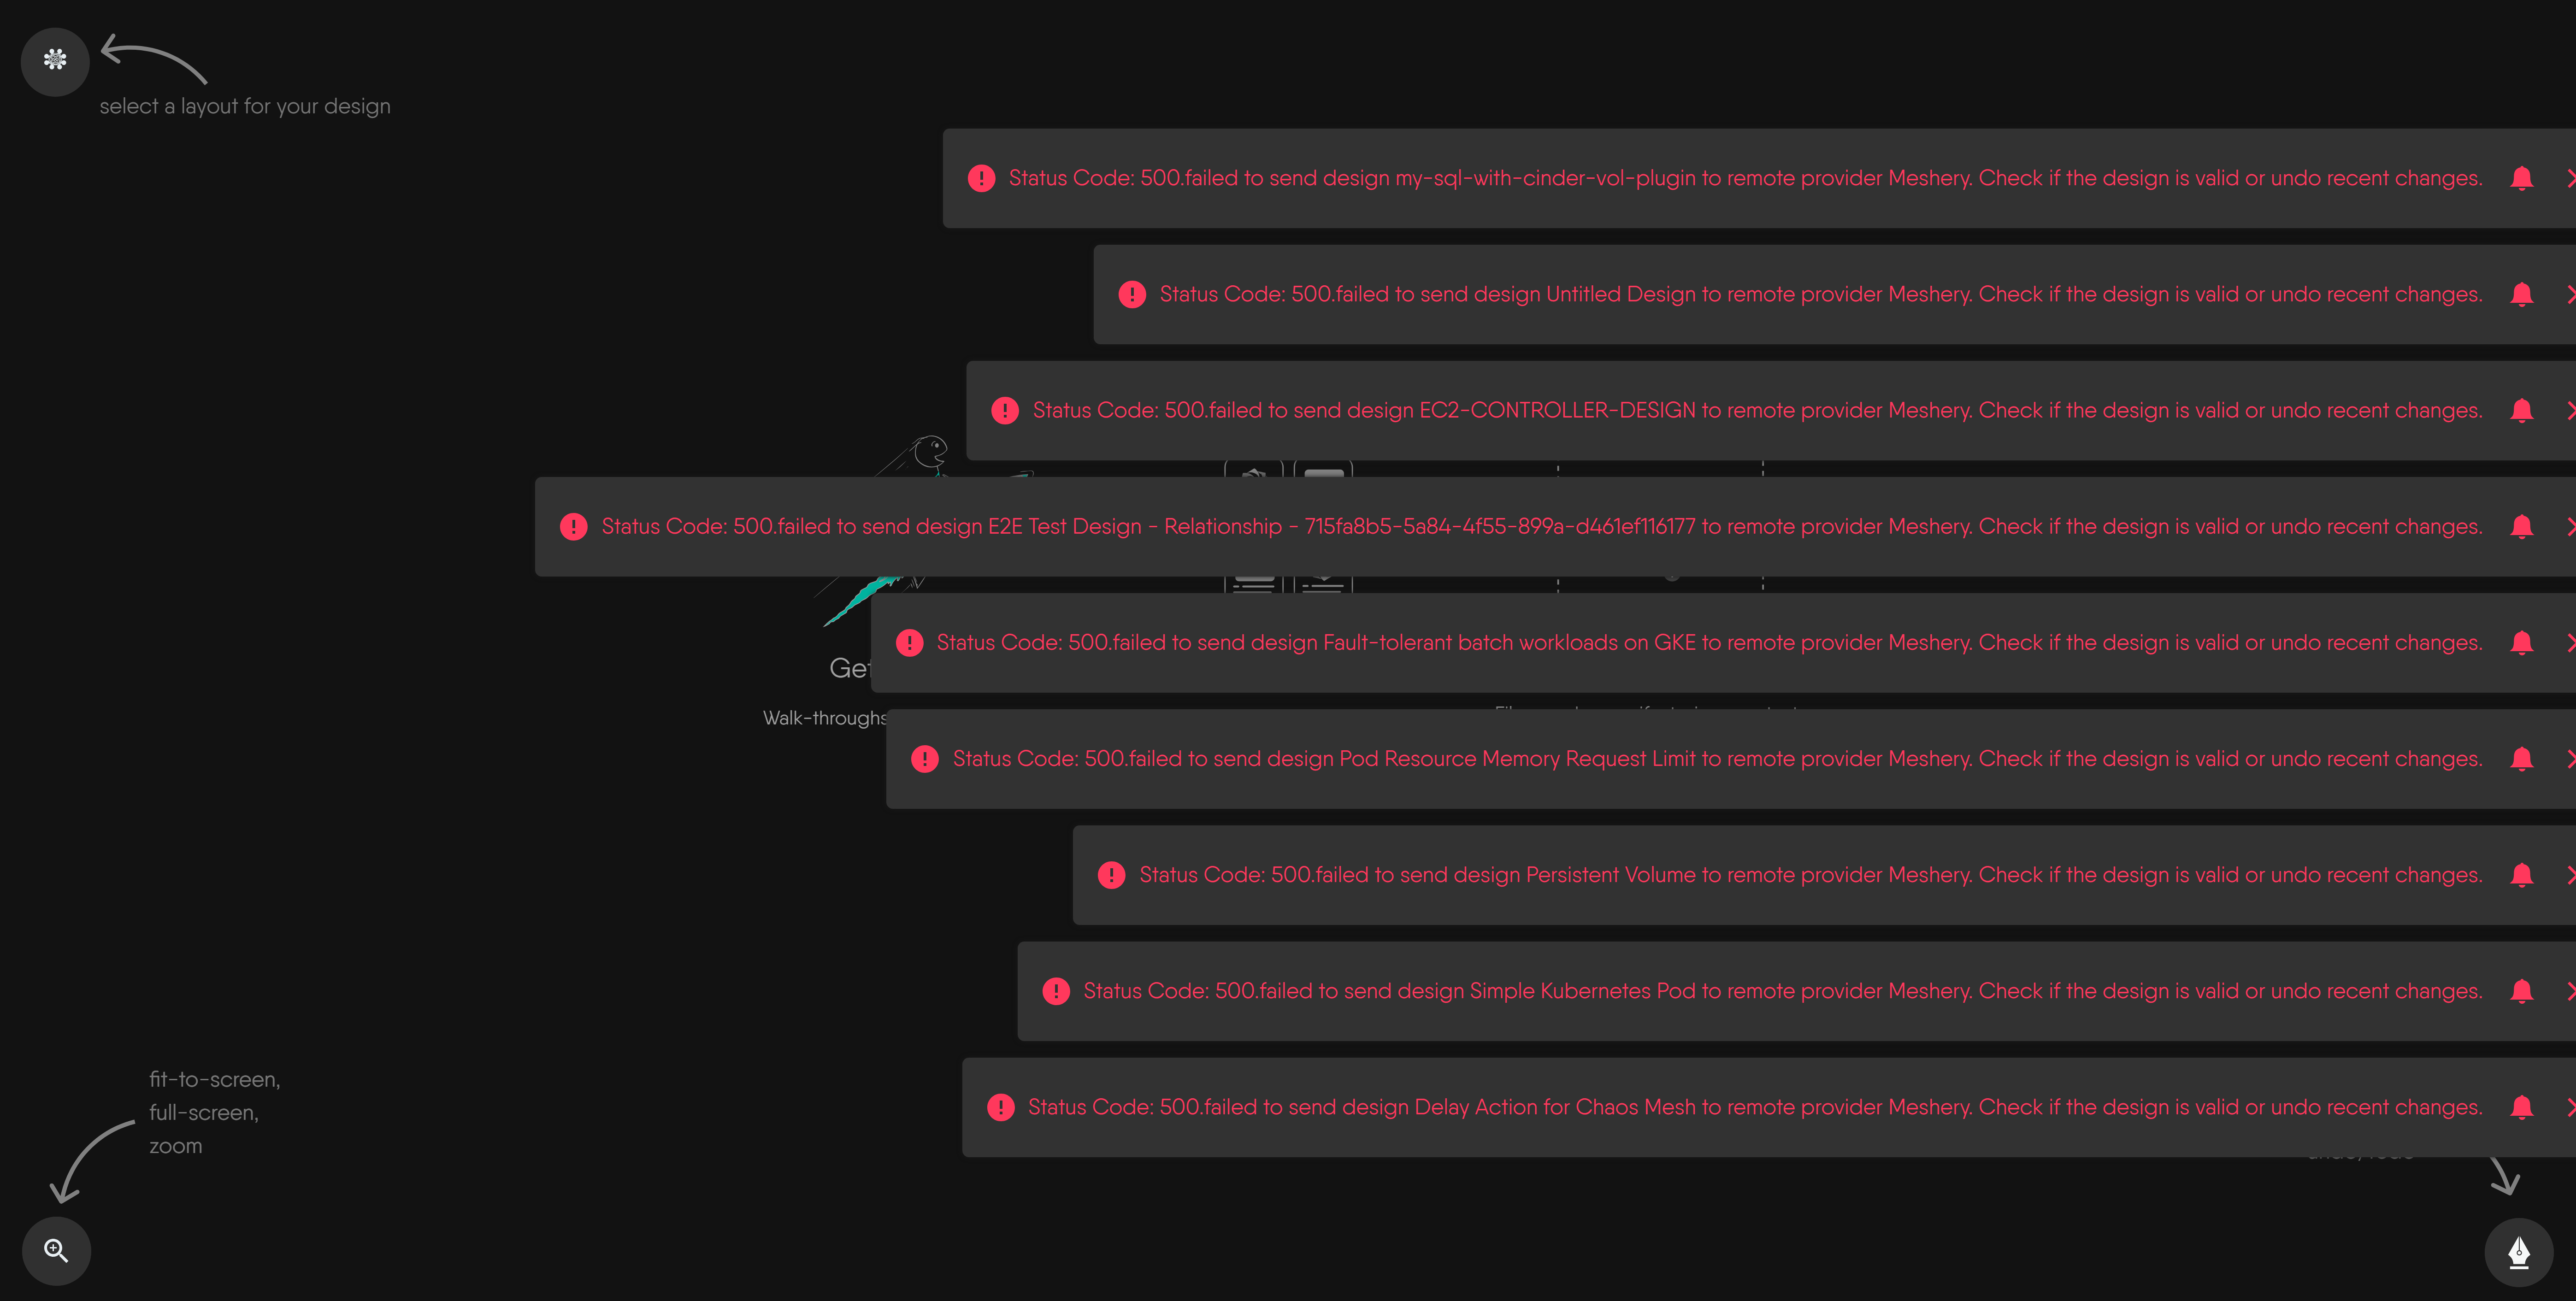 select a layout for your design
Status Code: 500.failed to send design my-sql-with-cinder-vol-plugin to remote provider Meshery. Check if the design is valid or undo recent changes.
Status Code: 500.failed to send design Untitled Design to remote provider Meshery. Check if the design is valid or undo recent changes.
Status Code: 500.failed to send design EC2-CONTROLLER-DESIGN to remote provider Meshery. Check if the design is valid or undo recent changes.
Status Code: 500.failed to send design E2E Test Design - Relationship - 715fa8b5-5a84-4f55-899a-d461ef116177 to remote provider Meshery. Check if the design is valid or undo recent changes.
Status Code: 500.failed to send design Fault-tolerant batch workloads on GKE to remote provider Meshery. Check if the design is valid or undo recent changes.
Get
Walk-throughs
Status Code: 500.failed to send design Pod Resource Memory Request Limit to remote provider Meshery. Check if the design is valid or undo recent changes.
Status Code: 500.failed to send design Persistent Volume to remote provider Meshery. Check if the design is valid or undo recent changes.
Status Code: 500.failed to send design Simple Kubernetes Pod to remote provider Meshery. Check if the design is valid or undo recent changes.
Status Code: 500.failed to send design Delay Action for Chaos Mesh to remote provider Meshery. Check if the design is valid or undo recent changes.
fit-to-screen,
full-screen,
zoom